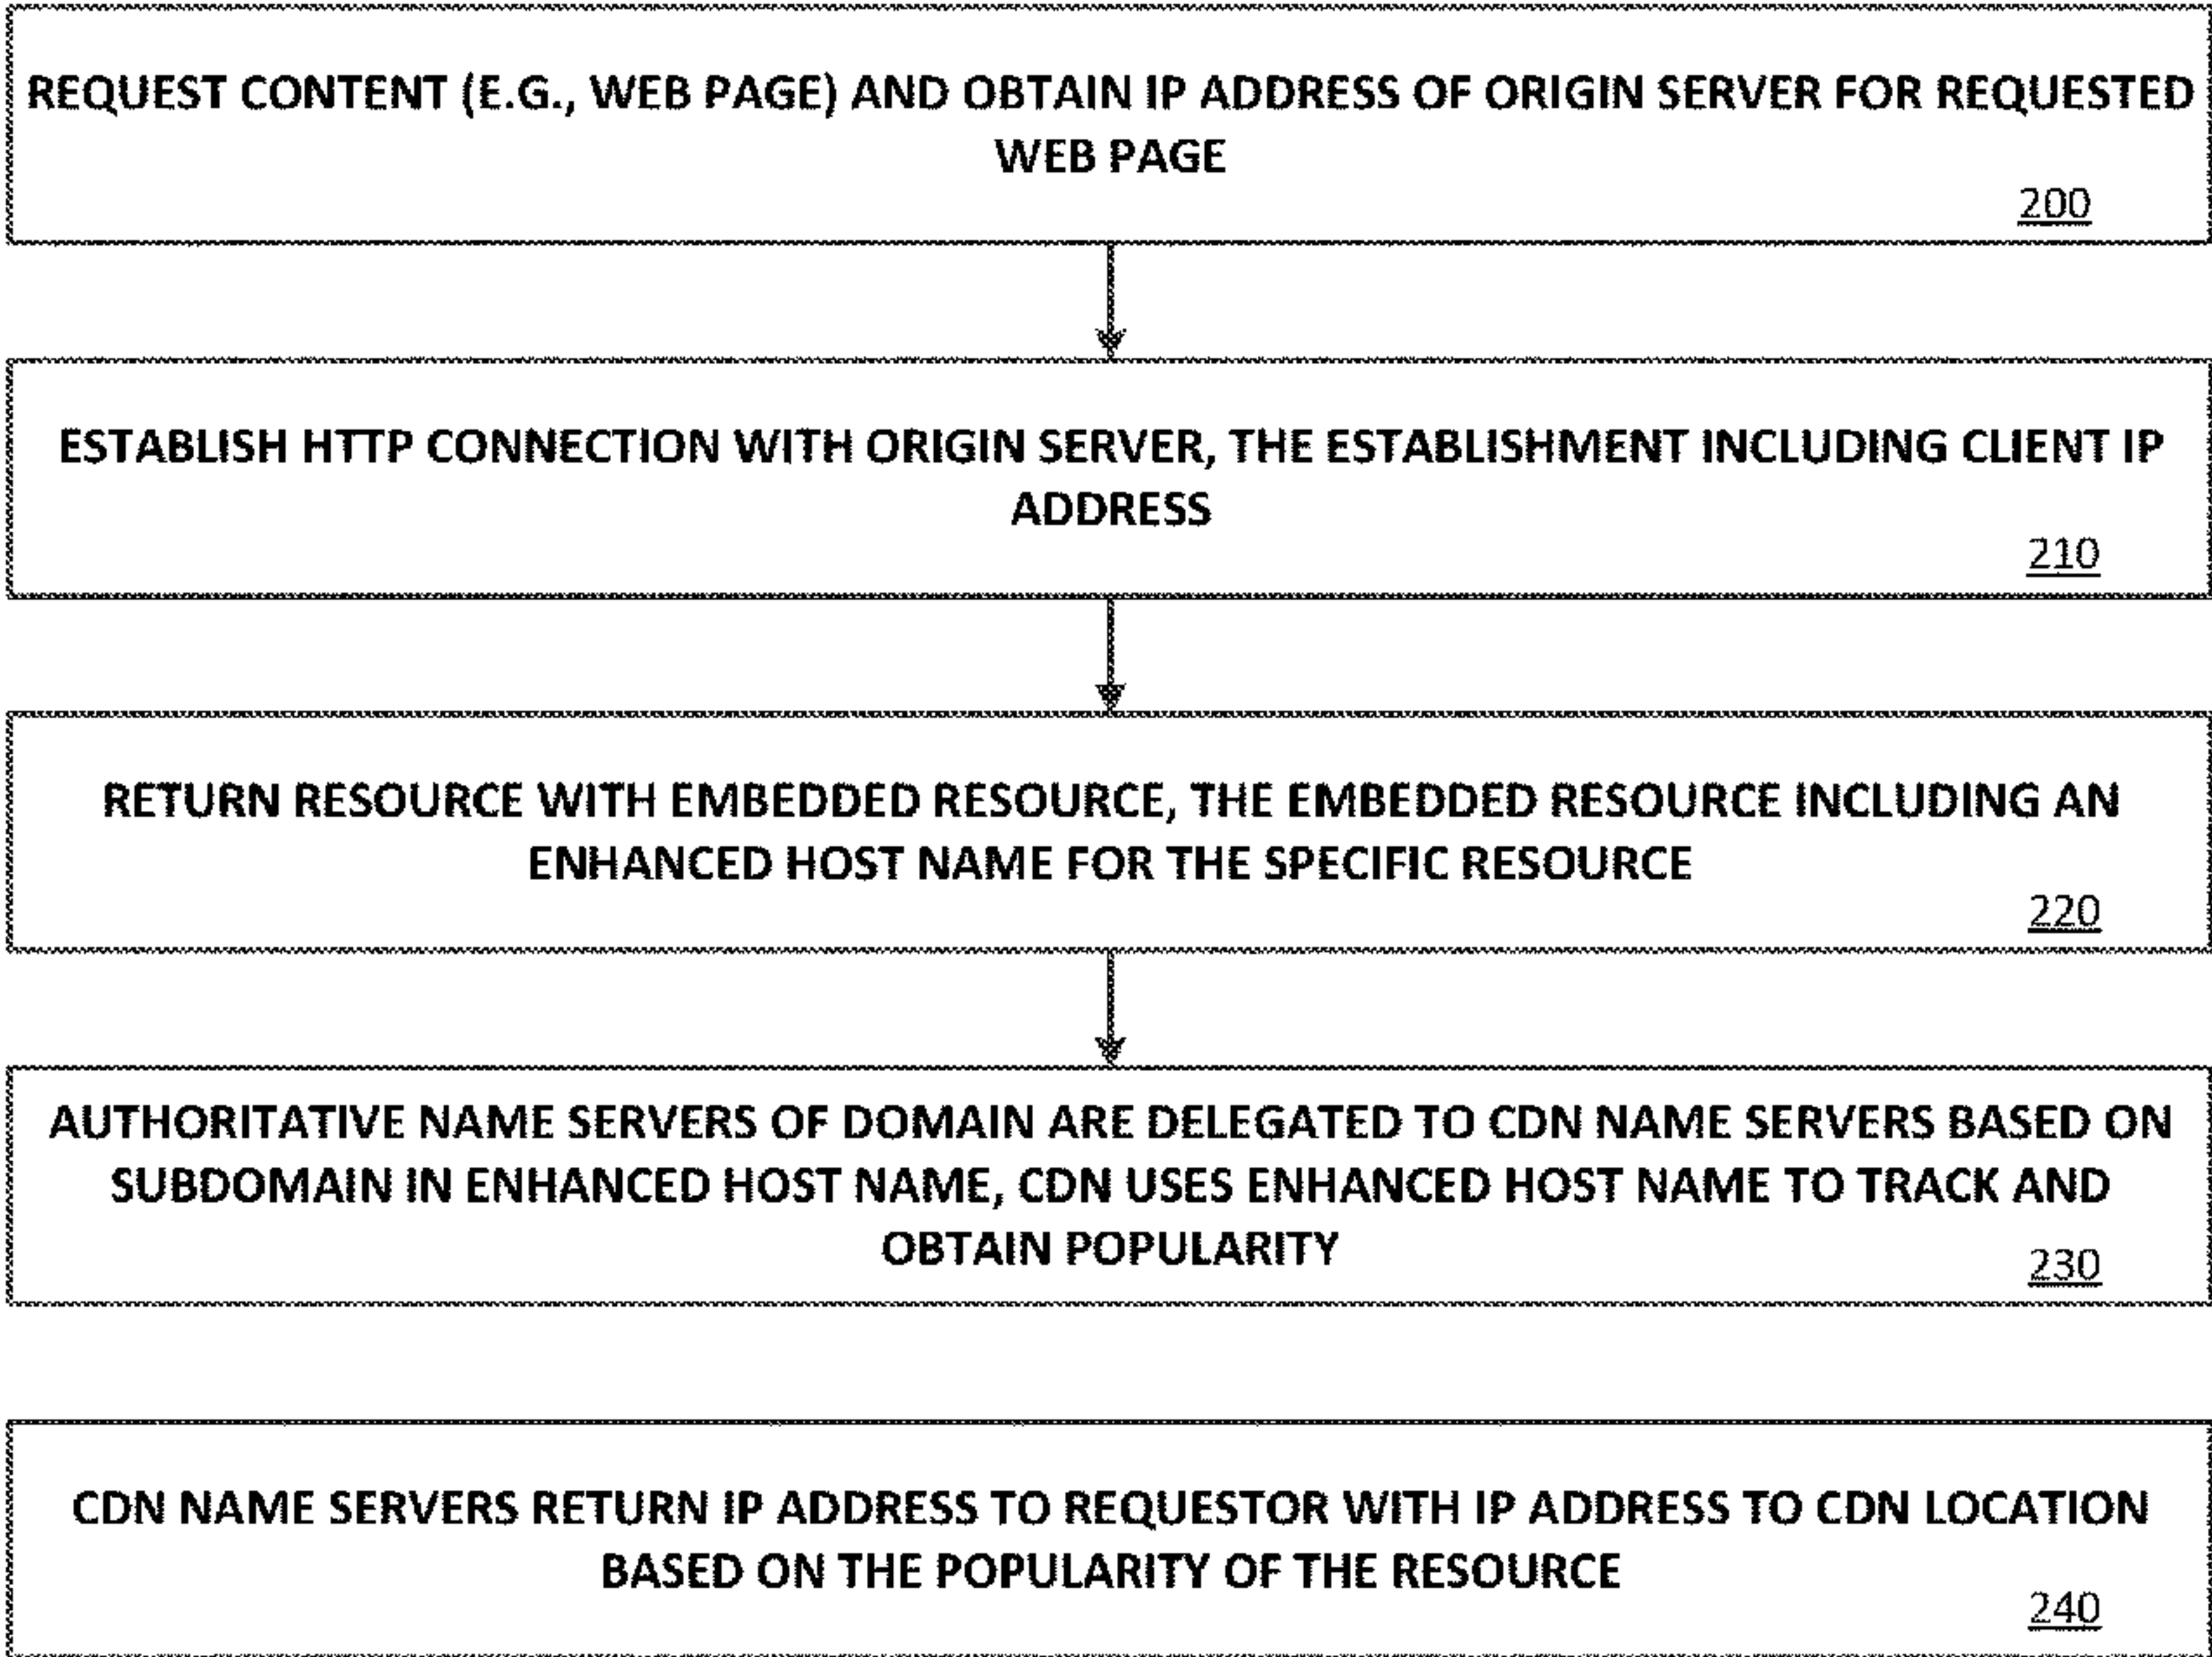 REQUEST CONTENT (E.G., WEB PAGE) AND OBTAIN IP ADDRESS OF ORIGIN SERVER FOR REQUESTED
WEB PAGE
200
ESTABLISH HTTP CONNECTION WITH ORIGIN SERVER, THE ESTABLISHMENT INCLUDING CLIENT IP
ADDRESS
210
RETURN RESOURCE WITH EMBEDDED RESOURCE, THE EMBEDDED RESOURCE INCLUDING AN
ENHANCED HOST NAME FOR THE SPECIFIC RESOURCE
220
AUTHORITATIVE NAME SERVERS OF DOMAIN ARE DELEGATED TO CDN NAME SERVERS BASED ON
SUBDOMAIN IN ENHANCED HOST NAME, CDN USES ENHANCED HOST NAME TO TRACK AND
OBTAIN POPULARITY
230
CDN NAME SERVERS RETURN IP ADDRESS TO REQUESTOR WITH IP ADDRESS TO CDN LOCATION
BASED ON THE POPULARITY OF THE RESOURCE
240